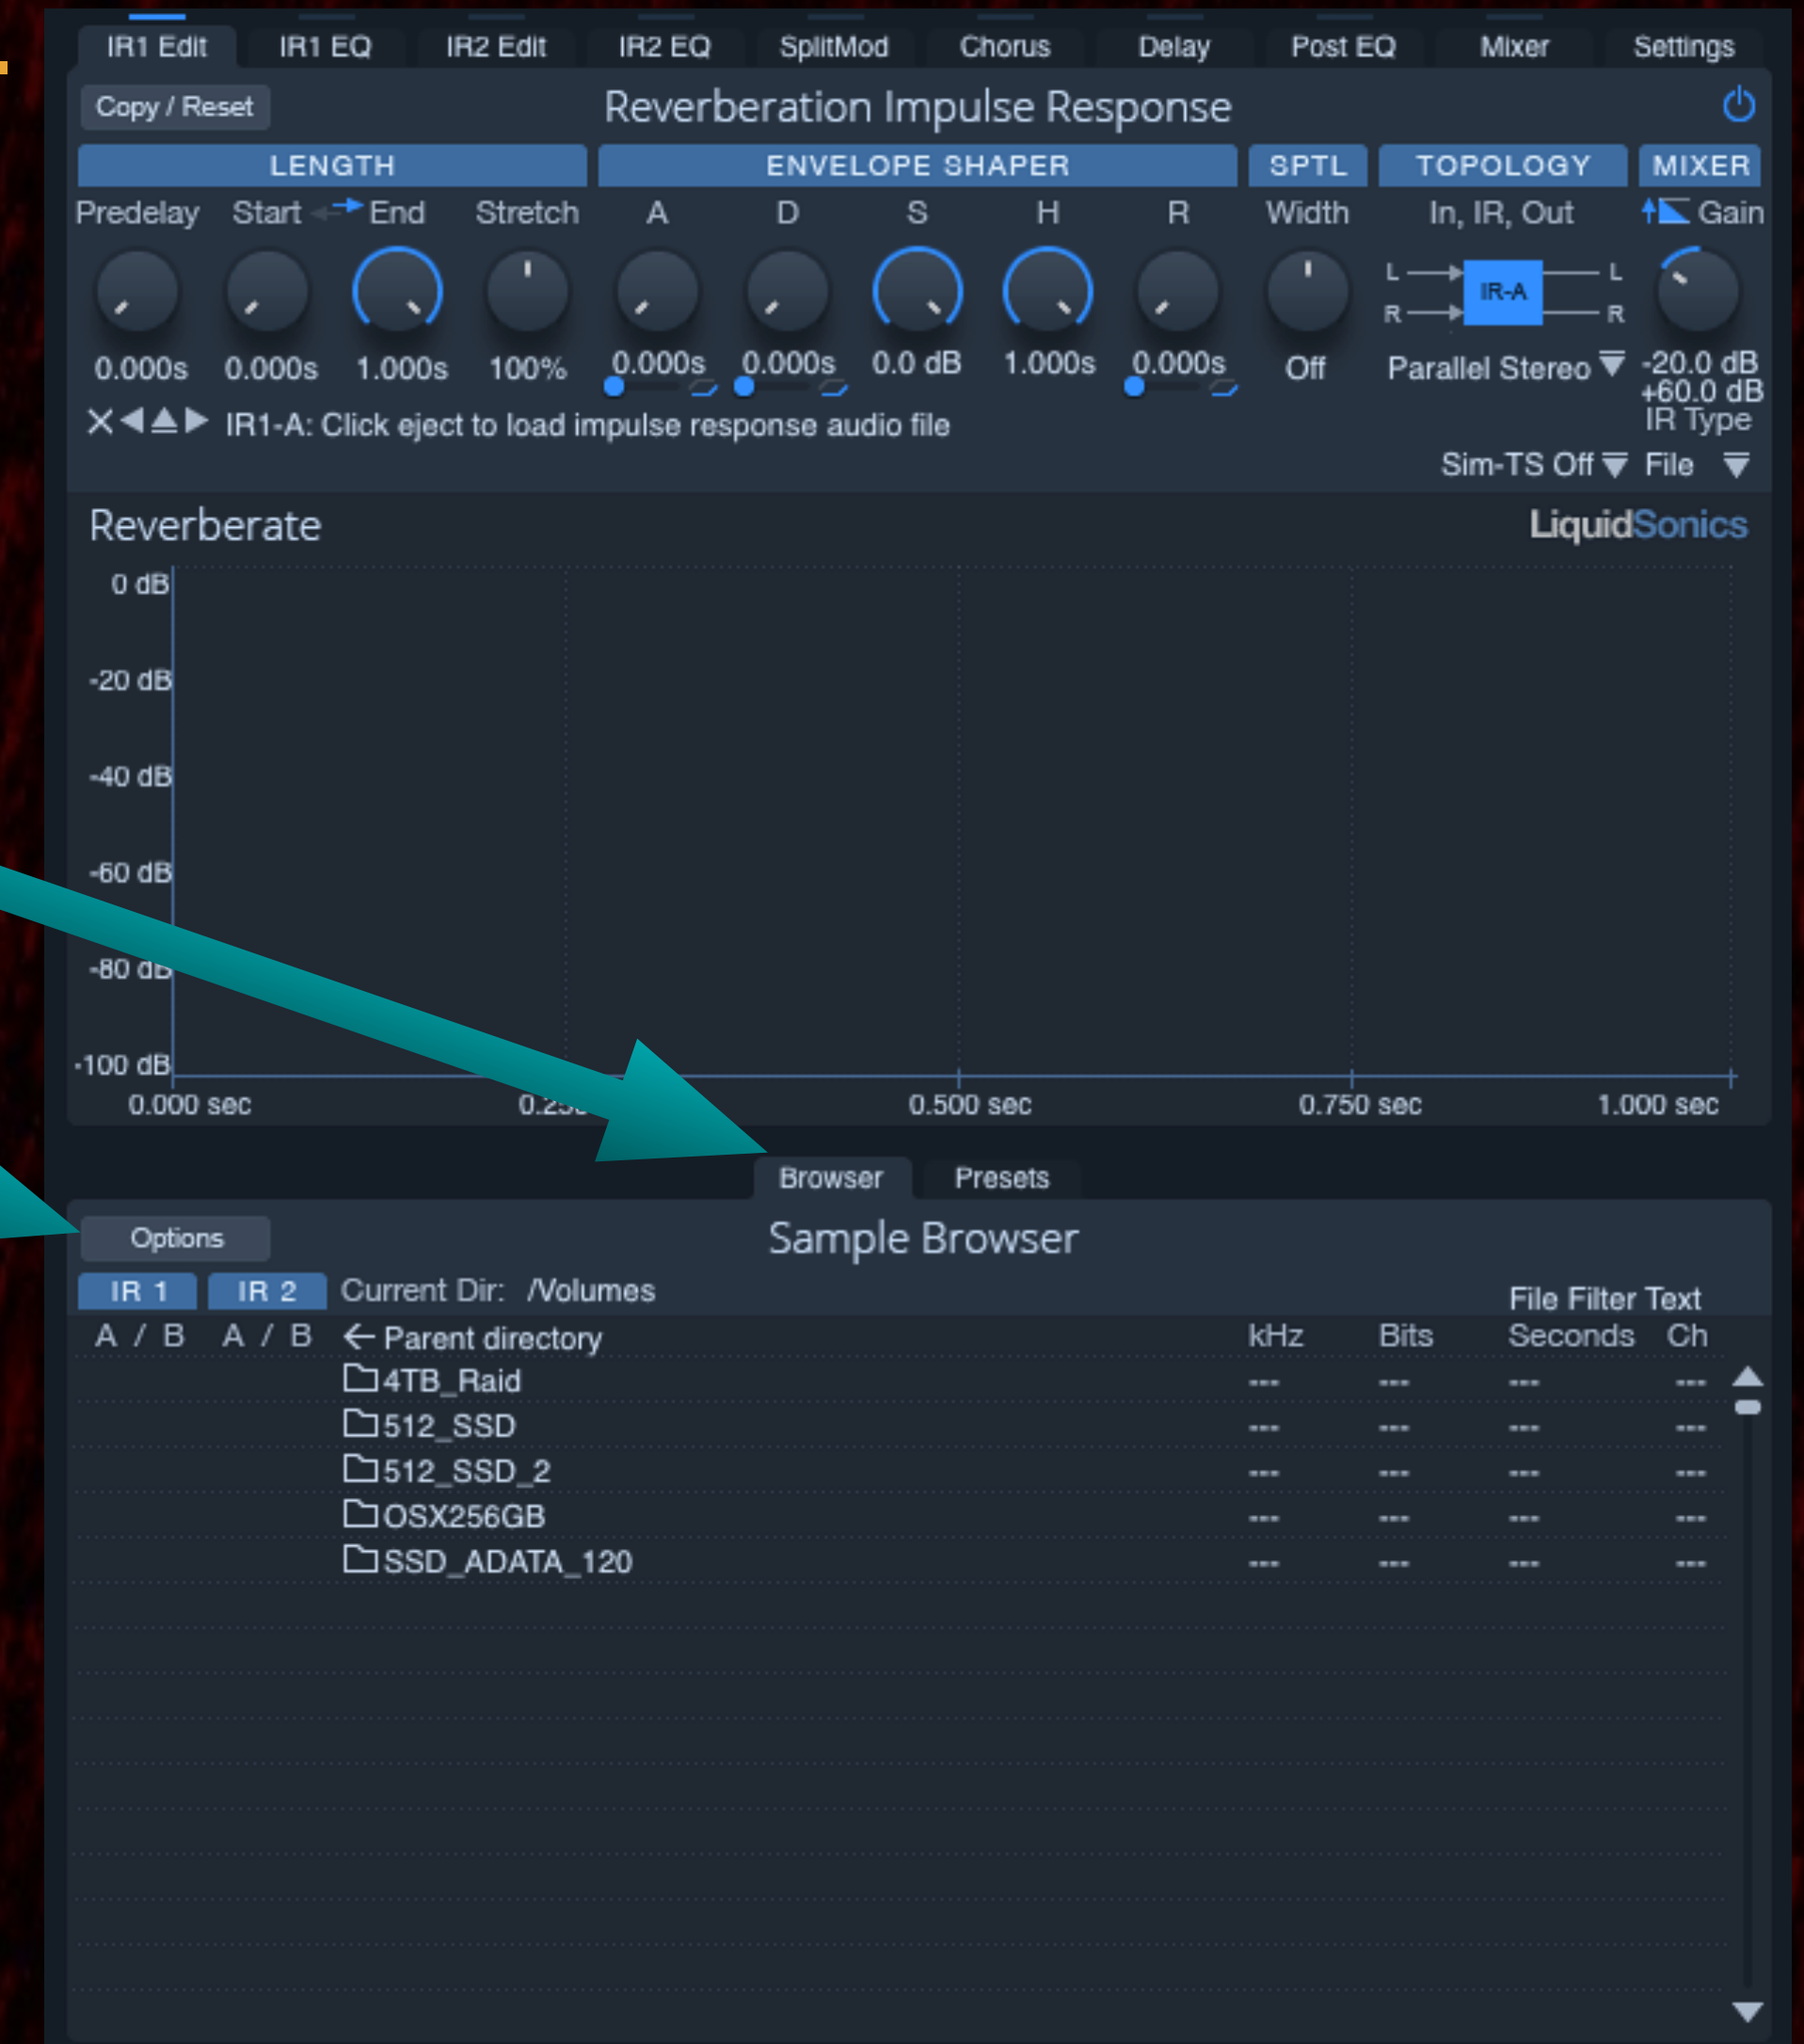 IR1 Edit IR1 EQ IR2 Edit IR2 EQ SplitMod Chorus Delay Post EQ Mixer Settings
Copy / Reset Reverberation Impulse Response
LENGTH ENVELOPE SHAPER SPTL TOPOLOGY MIXER
Predelay Start End Stretch A D S H R Width In, IR, Out Gain
L IR-A L
R R
0.000s 0.000s 1.000s 100% 0.000s 0.000s 0.0 dB 1.000s 0.000s Off Parallel Stereo -20.0 dB
+60.0 dB
IR1-A: Click eject to load impulse response audio file IR Type
Sim-TS Off File
Reverberate LiquidSonics
0 dB
-20 dB
-40 dB
-60 dB
-80 dB
-100 dB
0.000 sec 0.500 sec 0.750 sec 1.000 sec
Browser Presets
Options Sample Browser
IR 1 IR 2 Current Dir: /Volumes File Filter Text
A / B A / B ← Parent directory kHz Bits Seconds Ch
4TB_Raid --- --- --- ---
512_SSD --- --- --- ---
512_SSD_2 --- --- --- ---
OSX256GB --- --- --- ---
SSD_ADATA_120 --- --- --- ---